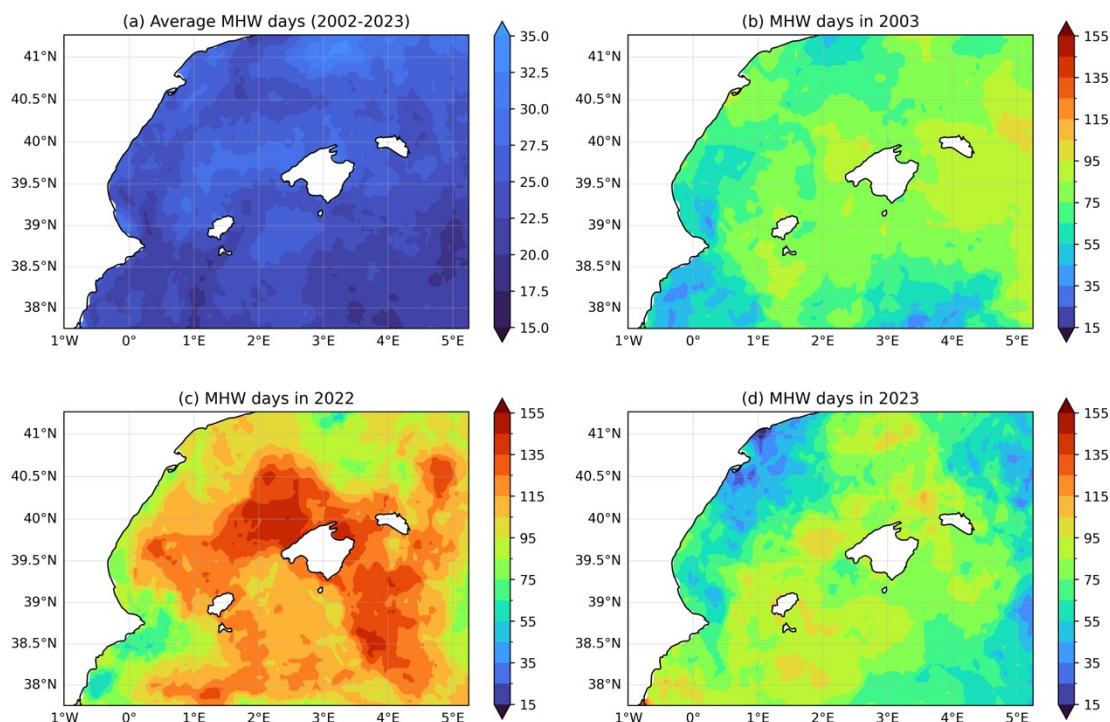 (a) Average MHW days (2002-2023)
41°N
40.5°N
40°N
39.5°N
39°N
38.5°N
38°N
1°W 0° 1°E 2°E 3°E 4°E 5°E
35.0
32.5
30.0
27.5
25.0
22.5
20.0
17.5
15.0
(b) MHW days in 2003
41°N
40.5°N
40°N
39.5°N
39°N
38.5°N
38°N
1°W 0° 1°E 2°E 3°E 4°E 5°E
155
135
115
95
75
55
35
15
(c) MHW days in 2022
41°N
40.5°N
40°N
39.5°N
39°N
38.5°N
38°N
1°W 0° 1°E 2°E 3°E 4°E 5°E
155
135
115
95
75
55
35
15
(d) MHW days in 2023
41°N
40.5°N
40°N
39.5°N
39°N
38.5°N
38°N
1°W 0° 1°E 2°E 3°E 4°E 5°E
155
135
115
95
75
55
35
15